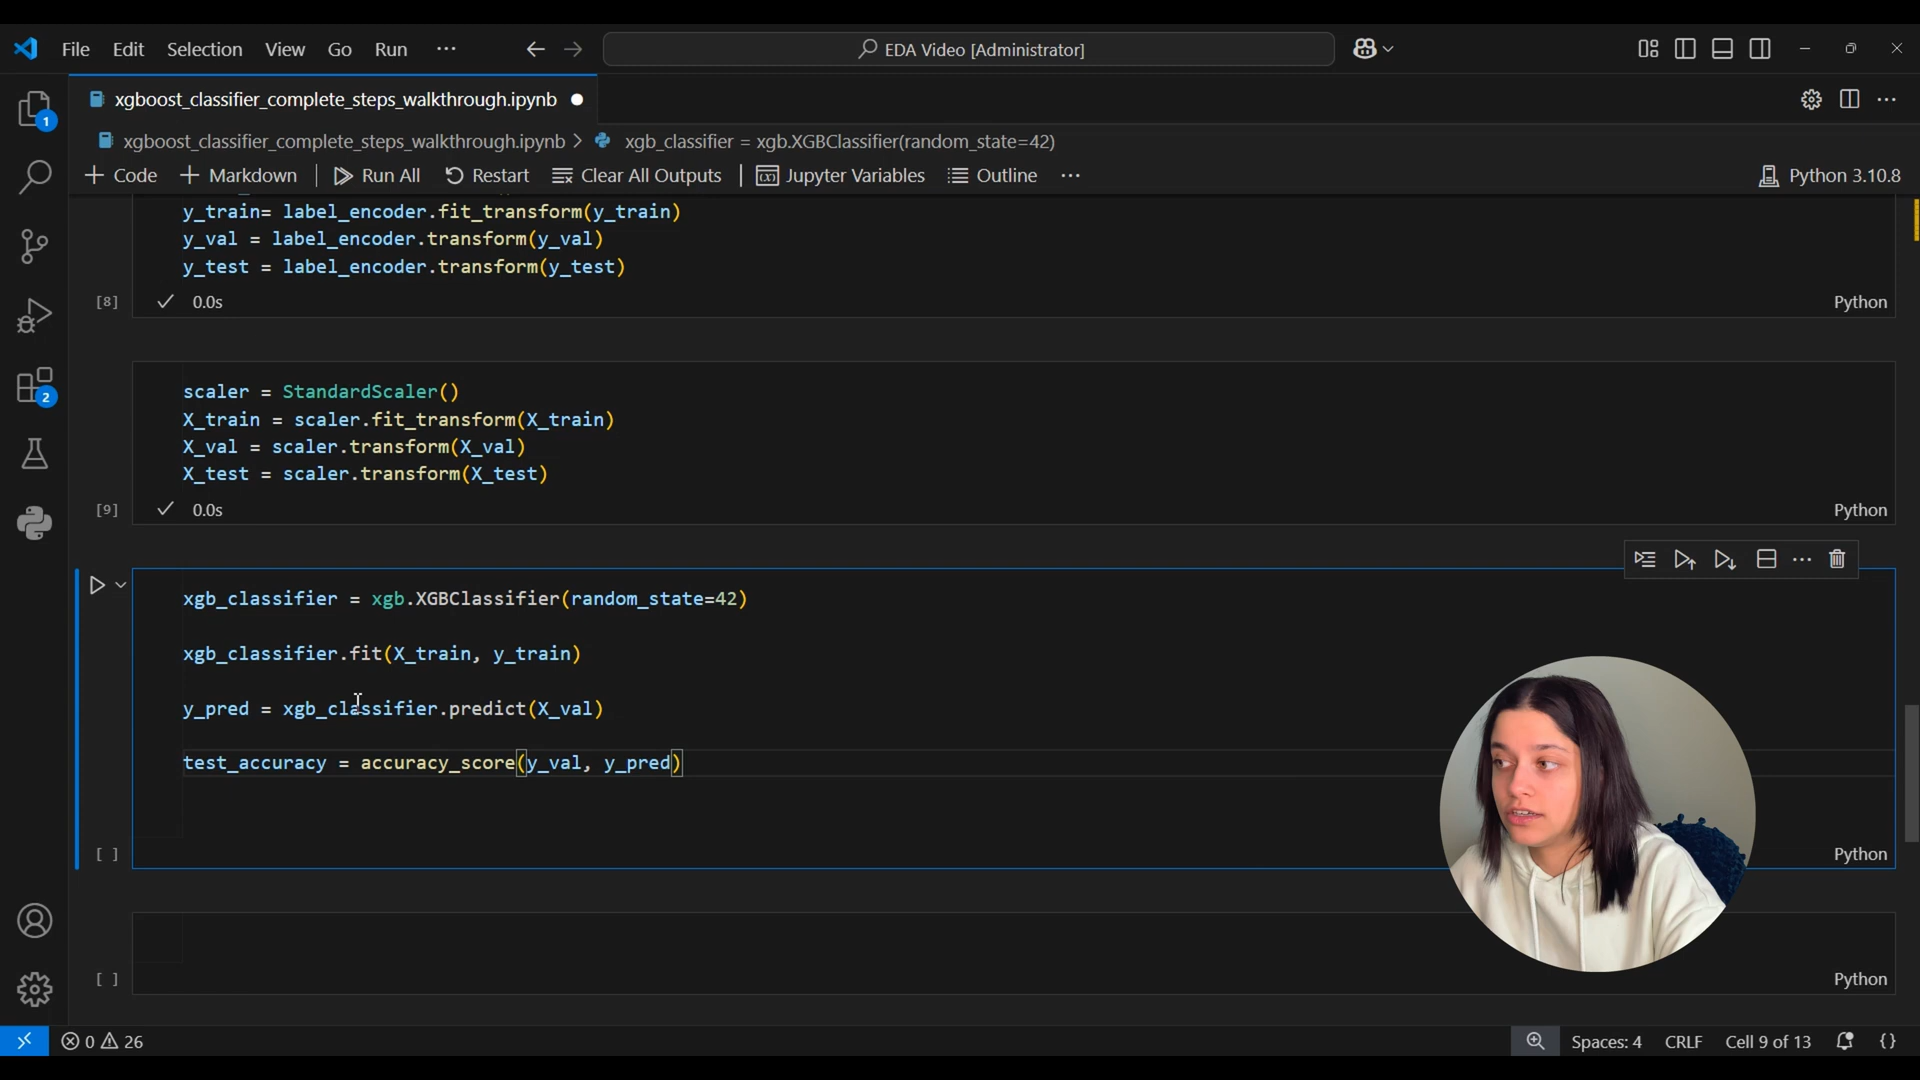 File Edit Selection View Go Run ···
EDA Video [Administrator]
xgboost_classifier_complete_steps_walkthrough.ipynb
xgboost_classifier_complete_steps_walkthrough.ipynb > xgb_classifier = xgb.XGBClassifier(random_state=42)
+ Code + Markdown Run All Restart Clear All Outputs Jupyter Variables Outline ··· Python 3.10.8
1
y_train= label_encoder.fit_transform(y_train)
y_val = label_encoder.transform(y_val)
y_test = label_encoder.transform(y_test)
[8] 0.0s Python
scaler = StandardScaler()
X_train = scaler.fit_transform(X_train)
X_val = scaler.transform(X_val)
X_test = scaler.transform(X_test)
2
[9] 0.0s Python
xgb_classifier = xgb.XGBClassifier(random_state=42)
xgb_classifier.fit(X_train, y_train)
y_pred = xgb_classifier.predict(X_val)
test_accuracy = accuracy_score(y_val, y_pred)
[ ] Python
[ ] Python
0 26 Spaces: 4 CRLF Cell 9 of 13 {}